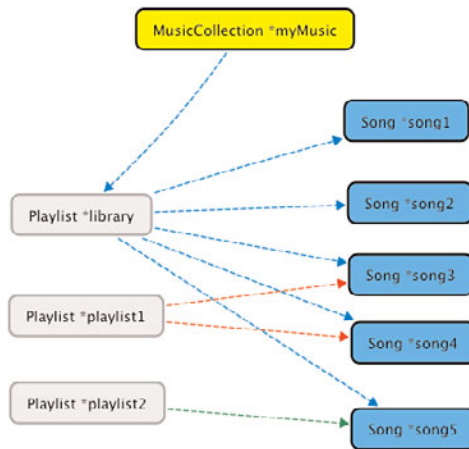 MusicCollection *myMusic
Song *song1
Playlist *library
Song *song2
Song *song3
Playlist *playlist1
Song *song4
Playlist *playlist2
Song *song5